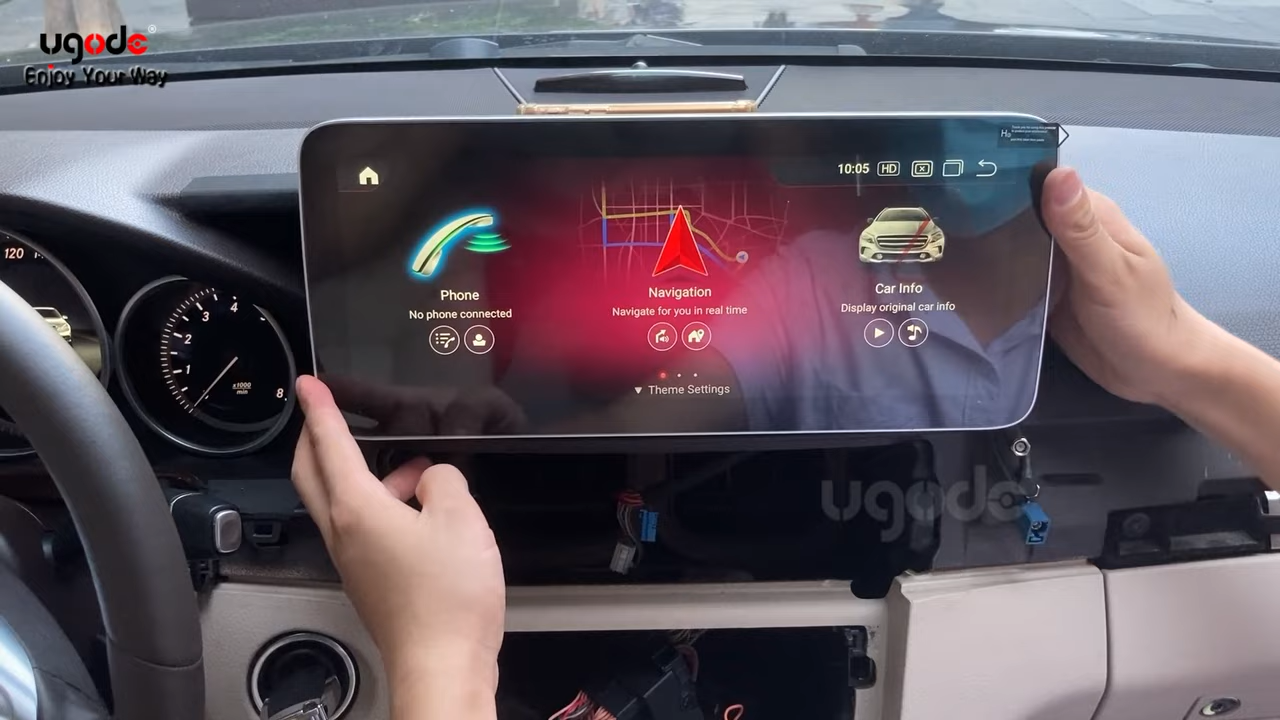 ugode®
Enjoy Your Way
10:05 HD
Phone
No phone connected
Navigation
Navigate for you in real time
Car Info
Display original car info
Theme Settings
120
1
2
3
4
8
x1000
min
ugode